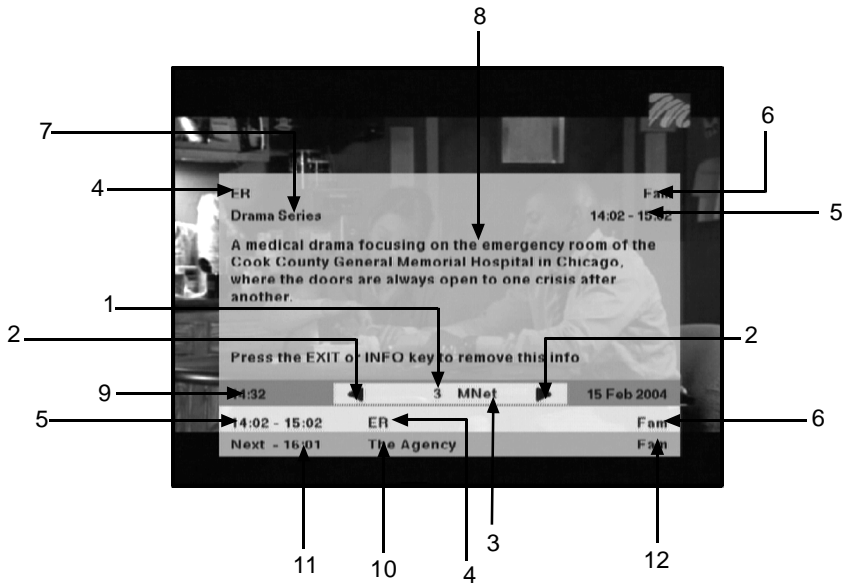 8
7
6
4
ER
Fam
Drama Series
14:02 - 15:02
5
A medical drama focusing on the emergency room of the
Cook County General Memorial Hospital in Chicago,
where the doors are always open to one crisis after
another.
1
2
Press the EXIT or INFO key to remove this info
2
9
14:32
3 MNet
15 Feb 2004
5
14:02 - 15:02
ER
Fam
6
Next - 16:01
The Agency
Fam
11
10
4
3
12